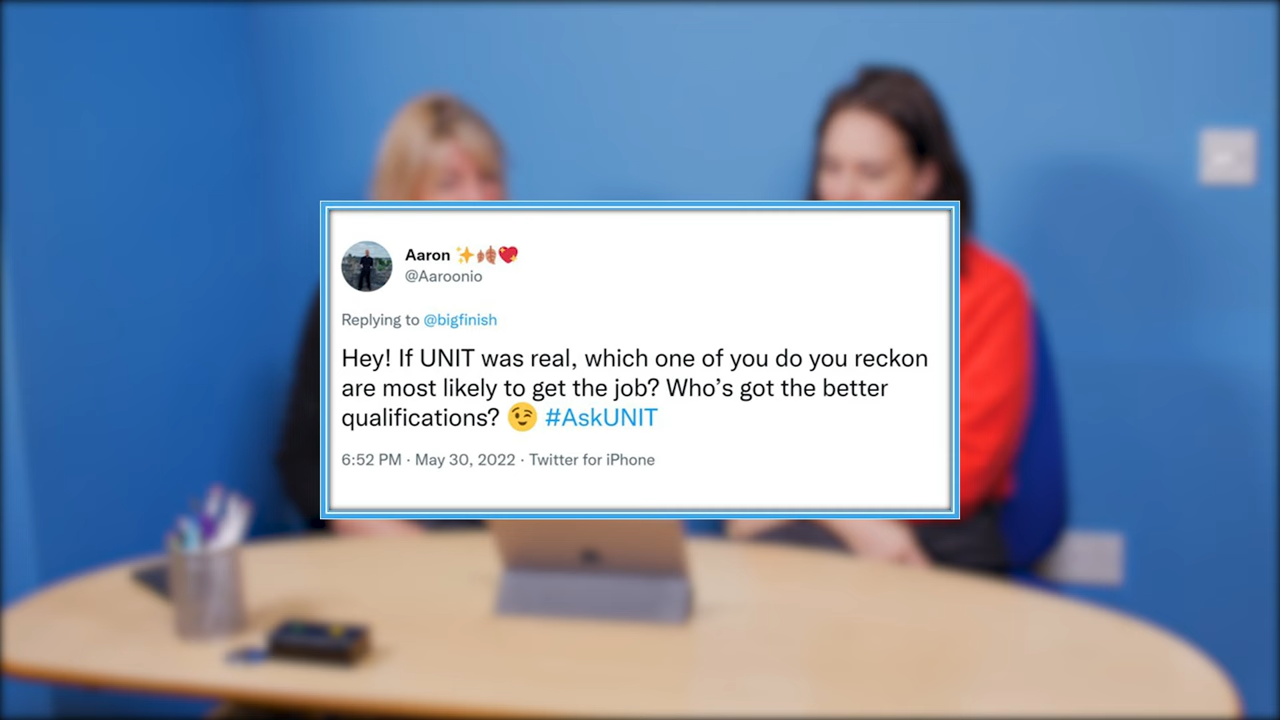 Aaron ✨🍂💖
@Aaroonio
Replying to @bigfinish
Hey! If UNIT was real, which one of you do you reckon
are most likely to get the job? Who’s got the better
qualifications? 😉 #AskUNIT
6:52 PM · May 30, 2022 · Twitter for iPhone